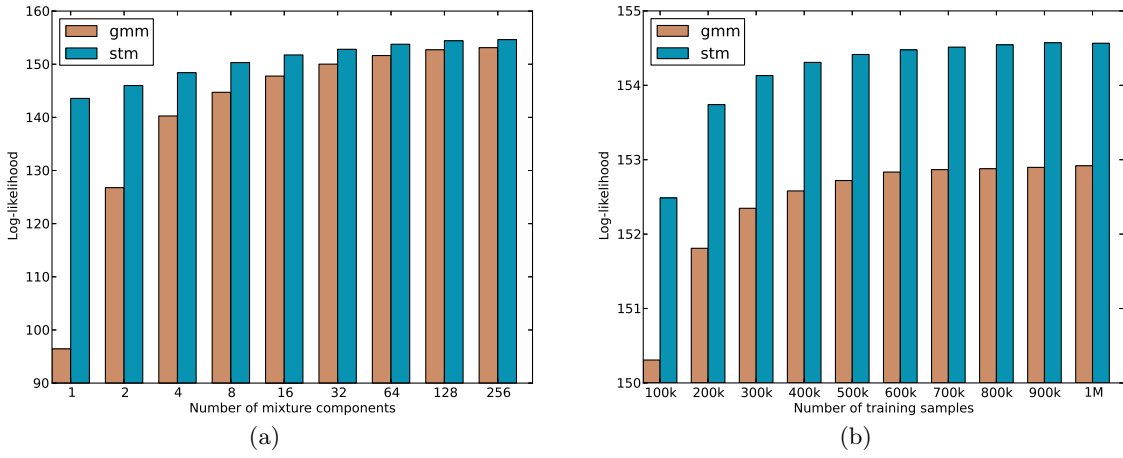 160
150
140
130
120
110
100
90
Log-likelihood
gmm
stm
1 2 4 8 16 32 64 128 256
Number of mixture components
(a)
155
154
153
152
151
150
Log-likelihood
gmm
stm
100k 200k 300k 400k 500k 600k 700k 800k 900k 1M
Number of training samples
(b)